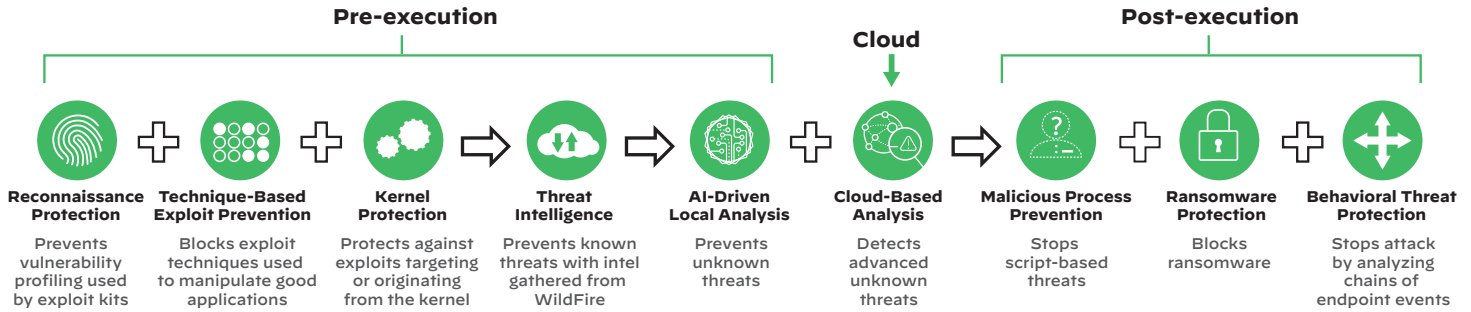 Pre-execution
Cloud
Post-execution
Reconnaissance
Protection
Prevents
vulnerability
profiling used
by exploit kits
Technique-Based
Exploit Prevention
Blocks exploit
techniques used
to manipulate good
applications
Kernel
Protection
Protects against
exploits targeting
or originating
from the kernel
Threat
Intelligence
Prevents known
threats with intel
gathered from
WildFire
AI-Driven
Local Analysis
Prevents
unknown
threats
Cloud-Based
Analysis
Detects
advanced
unknown
threats
?
Malicious Process
Prevention
Stops
script-based
threats
Ransomware
Protection
Blocks
ransomware
Behavioral Threat
Protection
Stops attack
by analyzing
chains of
endpoint events